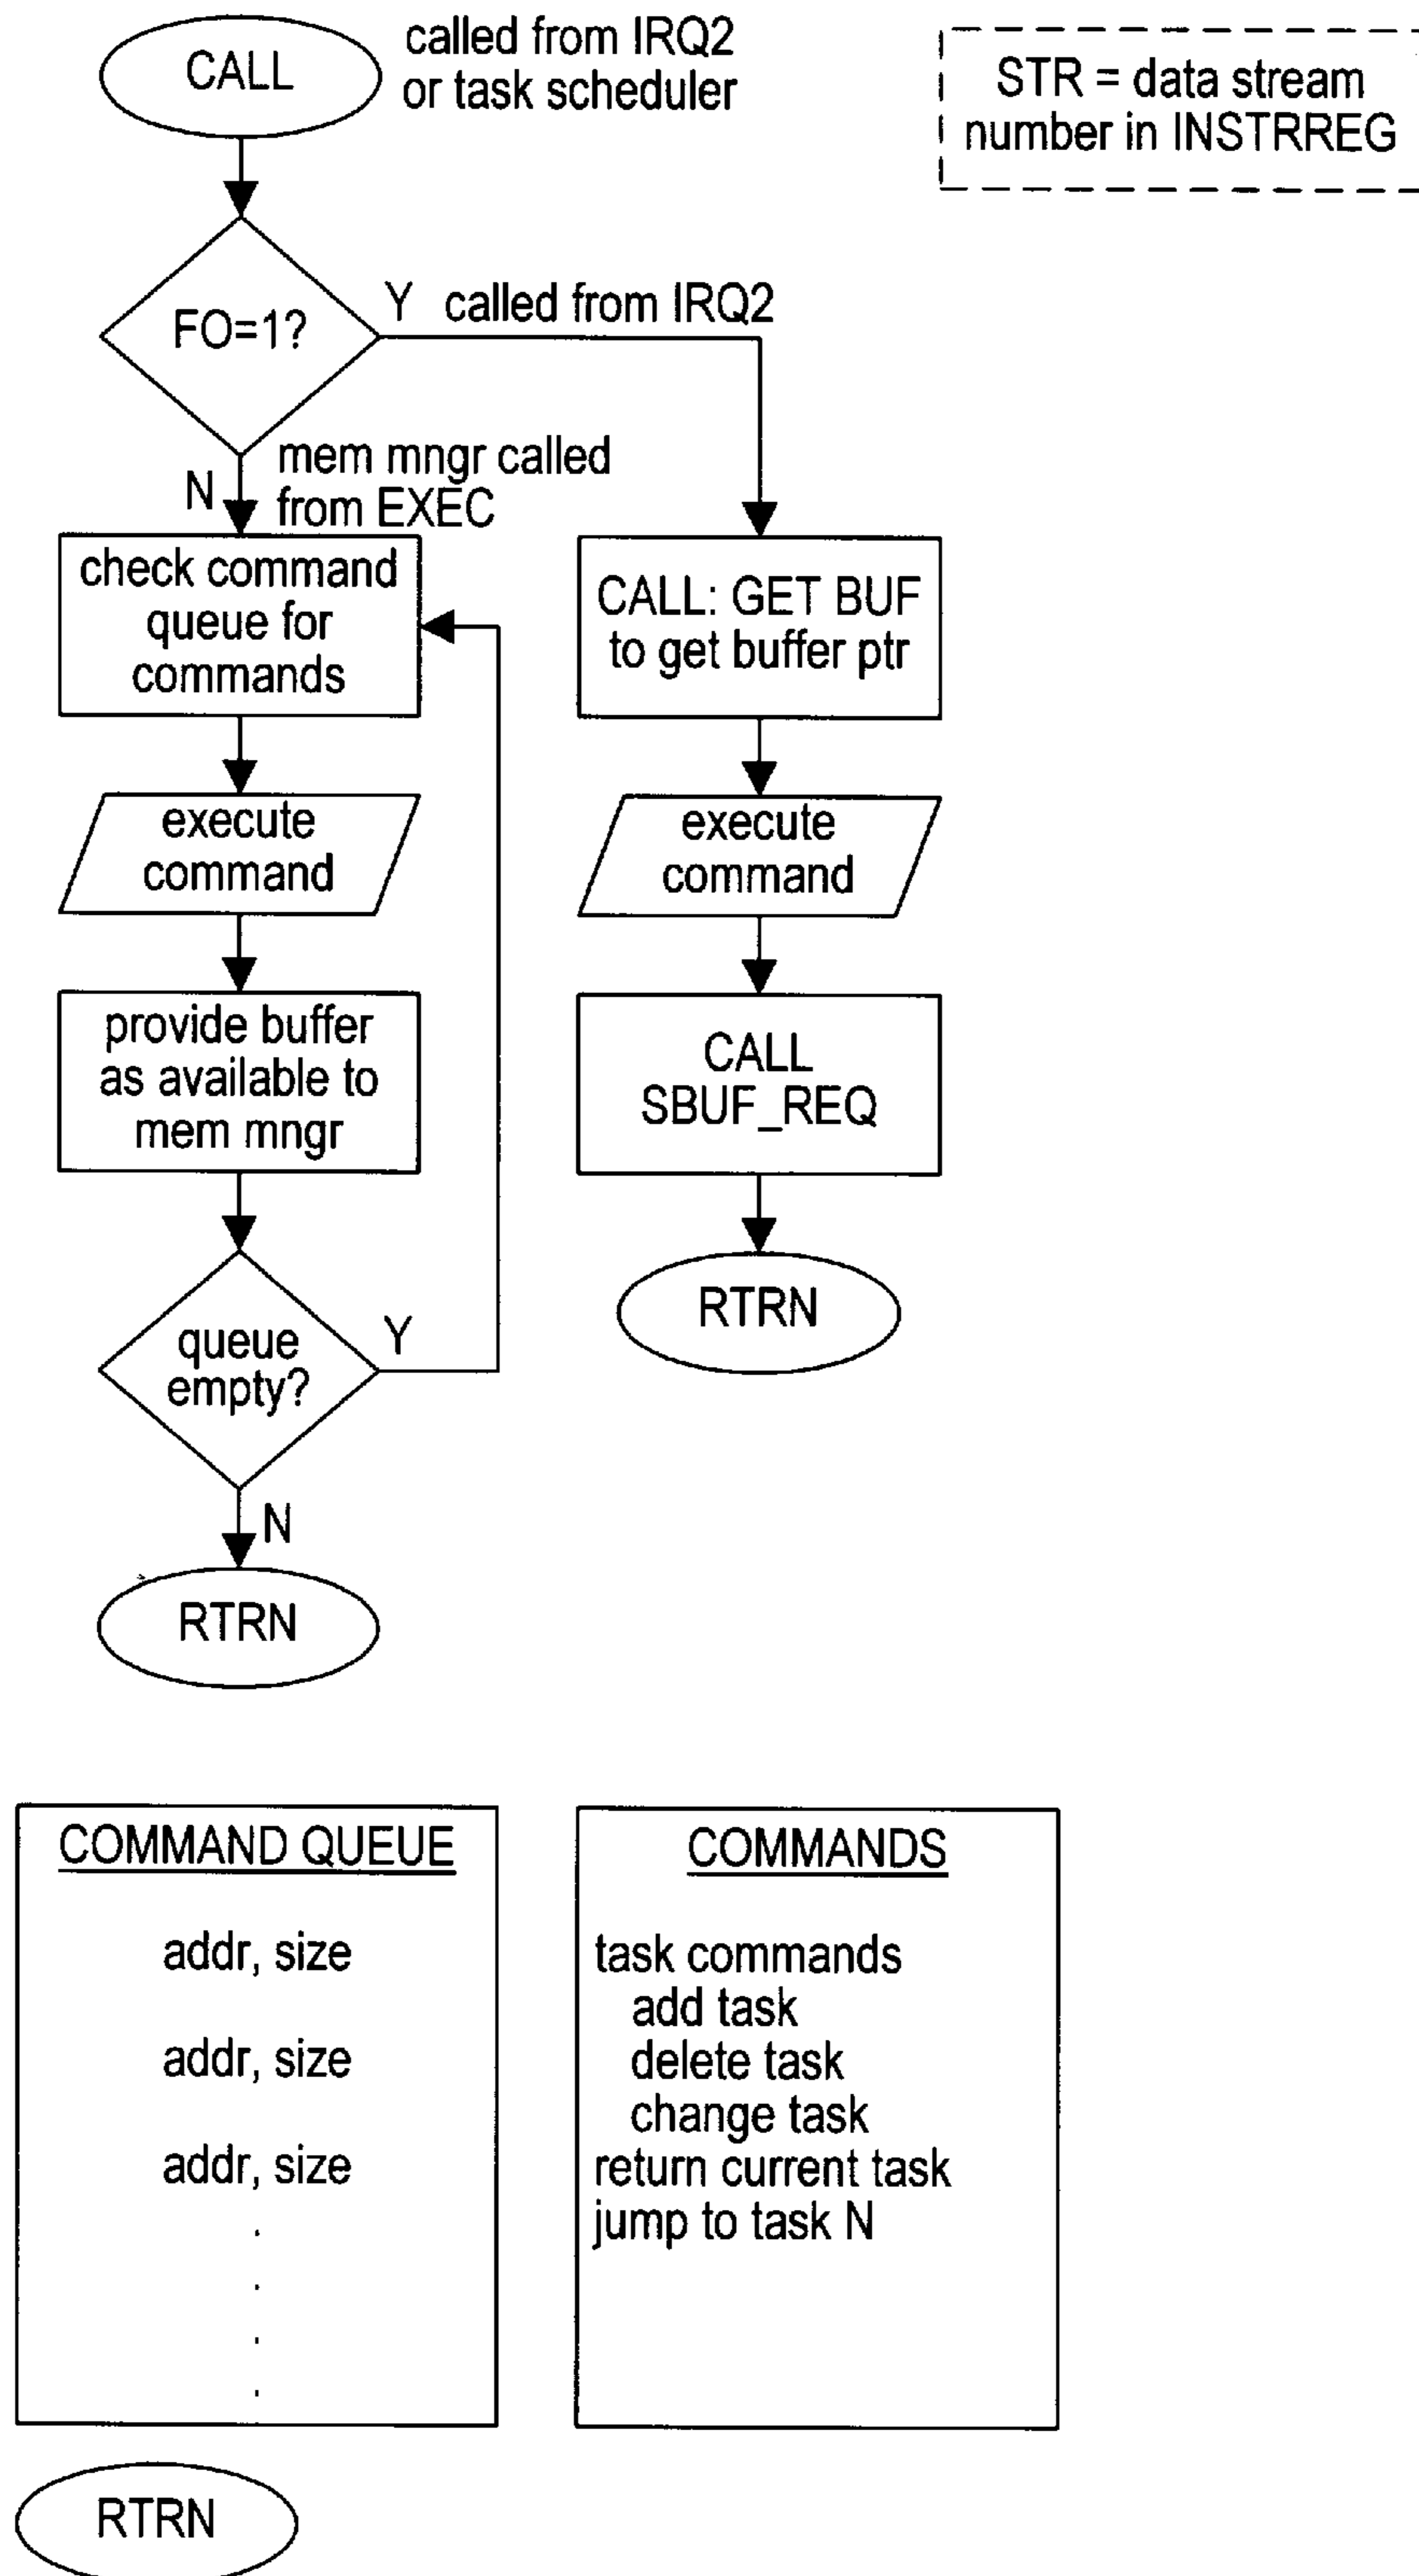 CALL
called from IRQ2
or task scheduler
STR = data stream
number in INSTRREG
FO=1?
Y called from IRQ2
N
mem mngr called
from EXEC
check command
queue for
commands
CALL: GET BUF
to get buffer ptr
execute
command
execute
command
provide buffer
as available to
mem mngr
CALL
SBUF_REQ
queue
empty?
Y
RTRN
N
RTRN
COMMAND QUEUE
addr, size
addr, size
addr, size
.
.
.
.
COMMANDS
task commands
add task
delete task
change task
return current task
jump to task N
RTRN